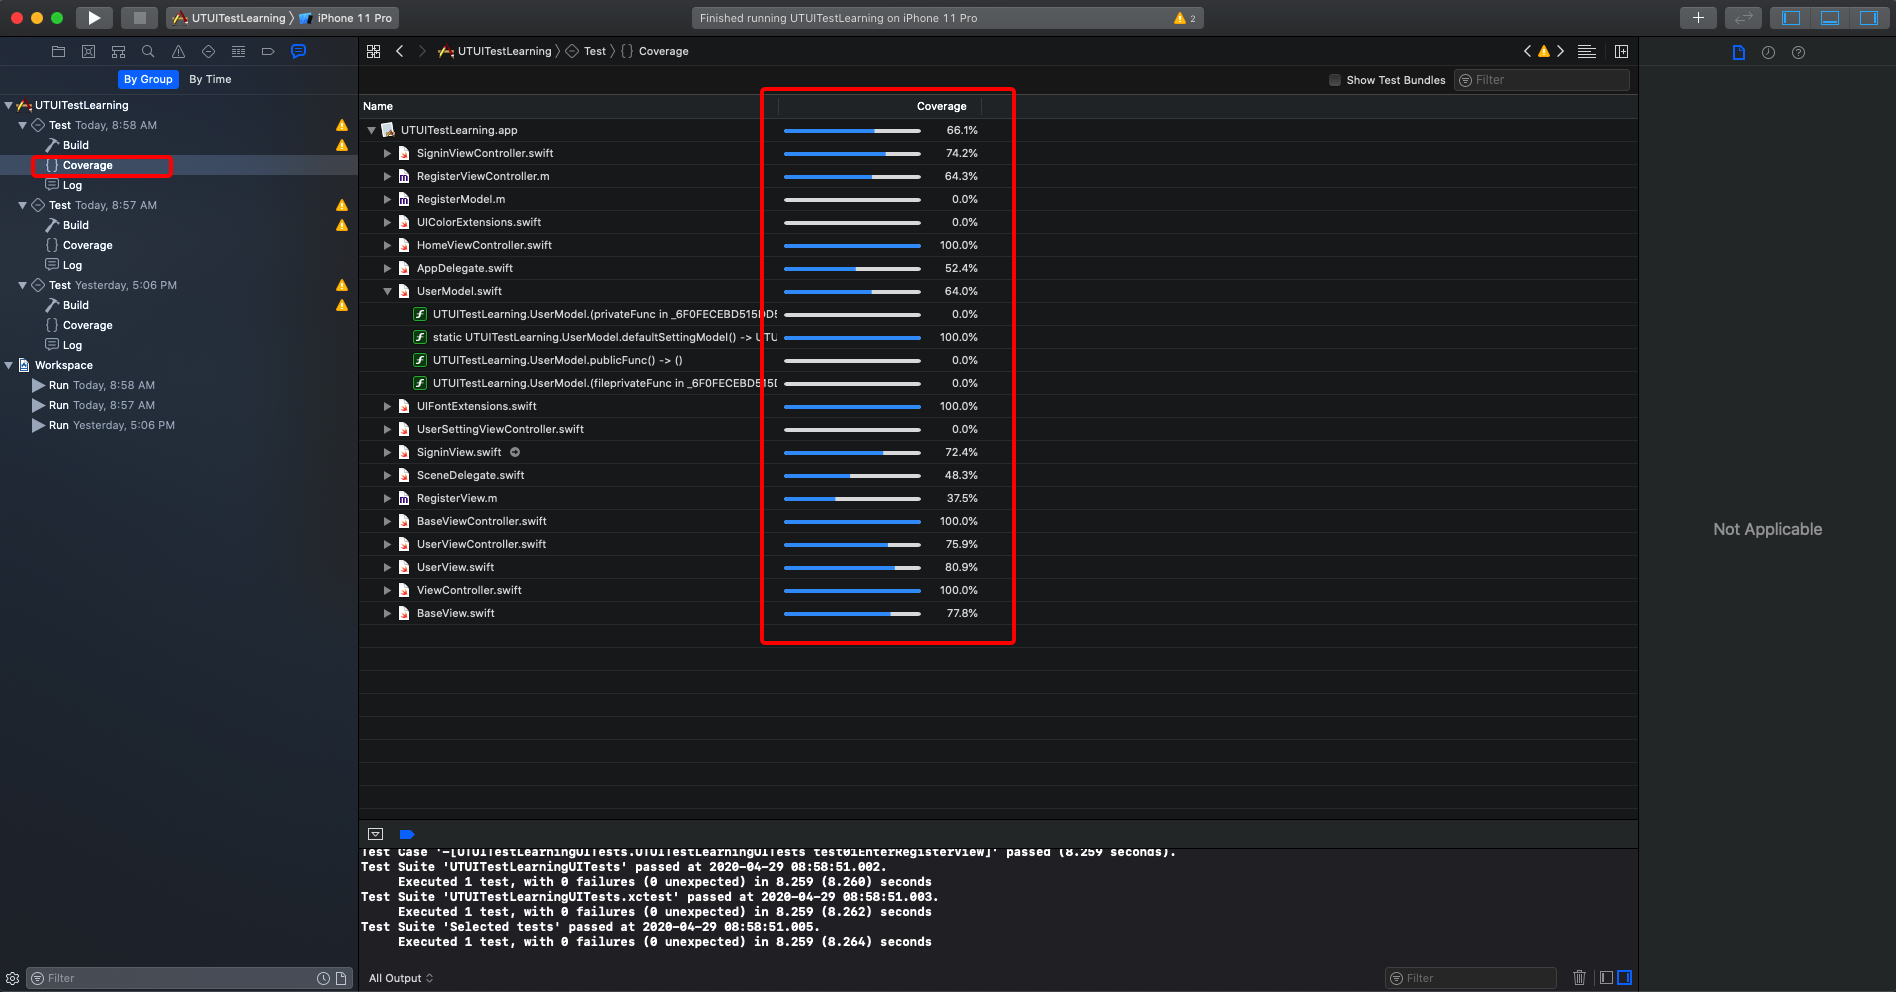 UTUITestLearning 〉 iPhone 11 Pro
Finished running UTUITestLearning on iPhone 11 Pro
2
By Group By Time
UTUITestLearning
Test Today, 8:58 AM
Build
{ } Coverage
Log
Test Today, 8:57 AM
Build
{ } Coverage
Log
Test Yesterday, 5:06 PM
Build
{ } Coverage
Log
Workspace
Run Today, 8:58 AM
Run Today, 8:57 AM
Run Yesterday, 5:06 PM
Filter
UTUITestLearning 〉 Test 〉 { } Coverage
Show Test Bundles
Filter
Name Coverage
UTUITestLearning.app 66.1%
SigninViewController.swift 74.2%
RegisterViewController.m 64.3%
RegisterModel.m 0.0%
UIColorExtensions.swift 0.0%
HomeViewController.swift 100.0%
AppDelegate.swift 52.4%
UserModel.swift 64.0%
UTUITestLearning.UserModel.(privateFunc in _6F0FECEBD515DD5 0.0%
static UTUITestLearning.UserModel.defaultSettingModel() -> UTU 100.0%
UTUITestLearning.UserModel.publicFunc() -> () 0.0%
UTUITestLearning.UserModel.(fileprivateFunc in _6F0FECEBD515D 0.0%
UIFontExtensions.swift 100.0%
UserSettingViewController.swift 0.0%
SigninView.swift 72.4%
SceneDelegate.swift 48.3%
RegisterView.m 37.5%
BaseViewController.swift 100.0%
UserViewController.swift 75.9%
UserView.swift 80.9%
ViewController.swift 100.0%
BaseView.swift 77.8%
Test Case '-[UTUITestLearningUITests.UTUITestLearningUITests test01EnterRegisterView]' passed (8.259 seconds).
Test Suite 'UTUITestLearningUITests' passed at 2020-04-29 08:58:51.002.
Executed 1 test, with 0 failures (0 unexpected) in 8.259 (8.260) seconds
Test Suite 'UTUITestLearningUITests.xctest' passed at 2020-04-29 08:58:51.003.
Executed 1 test, with 0 failures (0 unexpected) in 8.259 (8.262) seconds
Test Suite 'Selected tests' passed at 2020-04-29 08:58:51.005.
Executed 1 test, with 0 failures (0 unexpected) in 8.259 (8.264) seconds
All Output
Filter
Not Applicable